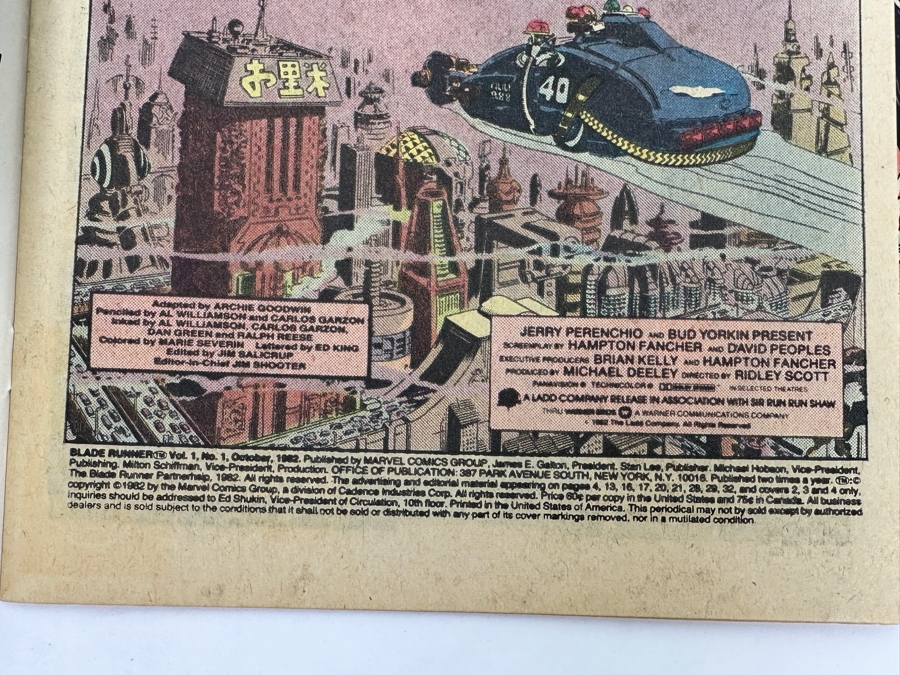 お里米
40
Adapted by ARCHIE GOODWIN
Penciled by AL WILLIAMSON and CARLOS GARZON
Inked by AL WILLIAMSON, CARLOS GARZON,
DAN GREEN and RALPH REESE
Colored by MARIE SEVERIN Lettered by ED KING
Edited by JIM SALICRUP
Editor-in-Chief JIM SHOOTER
JERRY PERENCHIO AND BUD YORKIN PRESENT
SCREENPLAY BY HAMPTON FANCHER AND DAVID PEOPLES
EXECUTIVE PRODUCERS BRIAN KELLY AND HAMPTON FANCHER
PRODUCED BY MICHAEL DEELEY DIRECTED BY RIDLEY SCOTT
PANAVISION® TECHNICOLOR® IN SELECTED THEATRES
A LADD COMPANY RELEASE IN ASSOCIATION WITH SIR RUN RUN SHAW
THRU WARNER BROS A WARNER COMMUNICATIONS COMPANY
© 1982 The Ladd Company. All Rights Reserved
BLADE RUNNER™ Vol. 1, No. 1, October, 1982. Published by MARVEL COMICS GROUP, James E. Galton, President. Stan Lee, Publisher. Michael Hobson, Vice-President,
Publishing, Milton Schiffman, Vice-President, Production. OFFICE OF PUBLICATION: 387 PARK AVENUE SOUTH, NEW YORK, N.Y. 10016. Published two times a year. TM: ©
The Blade Runner Partnerhsip, 1982. All rights reserved. The advertising and editorial material appearing on pages 4, 13, 16, 17, 20, 21, 28, 29, 32, and covers 2, 3 and 4 only,
copyright ©1982 by the Marvel Comics Group, a division of Cadence Industries Corp. All rights reserved. Price 60¢ per copy in the United States and 75¢ in Canada. All business
inquiries should be addressed to Ed Shukin, Vice-President of Circulation, 10th floor. Printed in the United States of America. This periodical may not by sold except by authorized
dealers and is sold subject to the conditions that it shall not be sold or distributed with any part of its cover markings removed, nor in a mutilated condition.